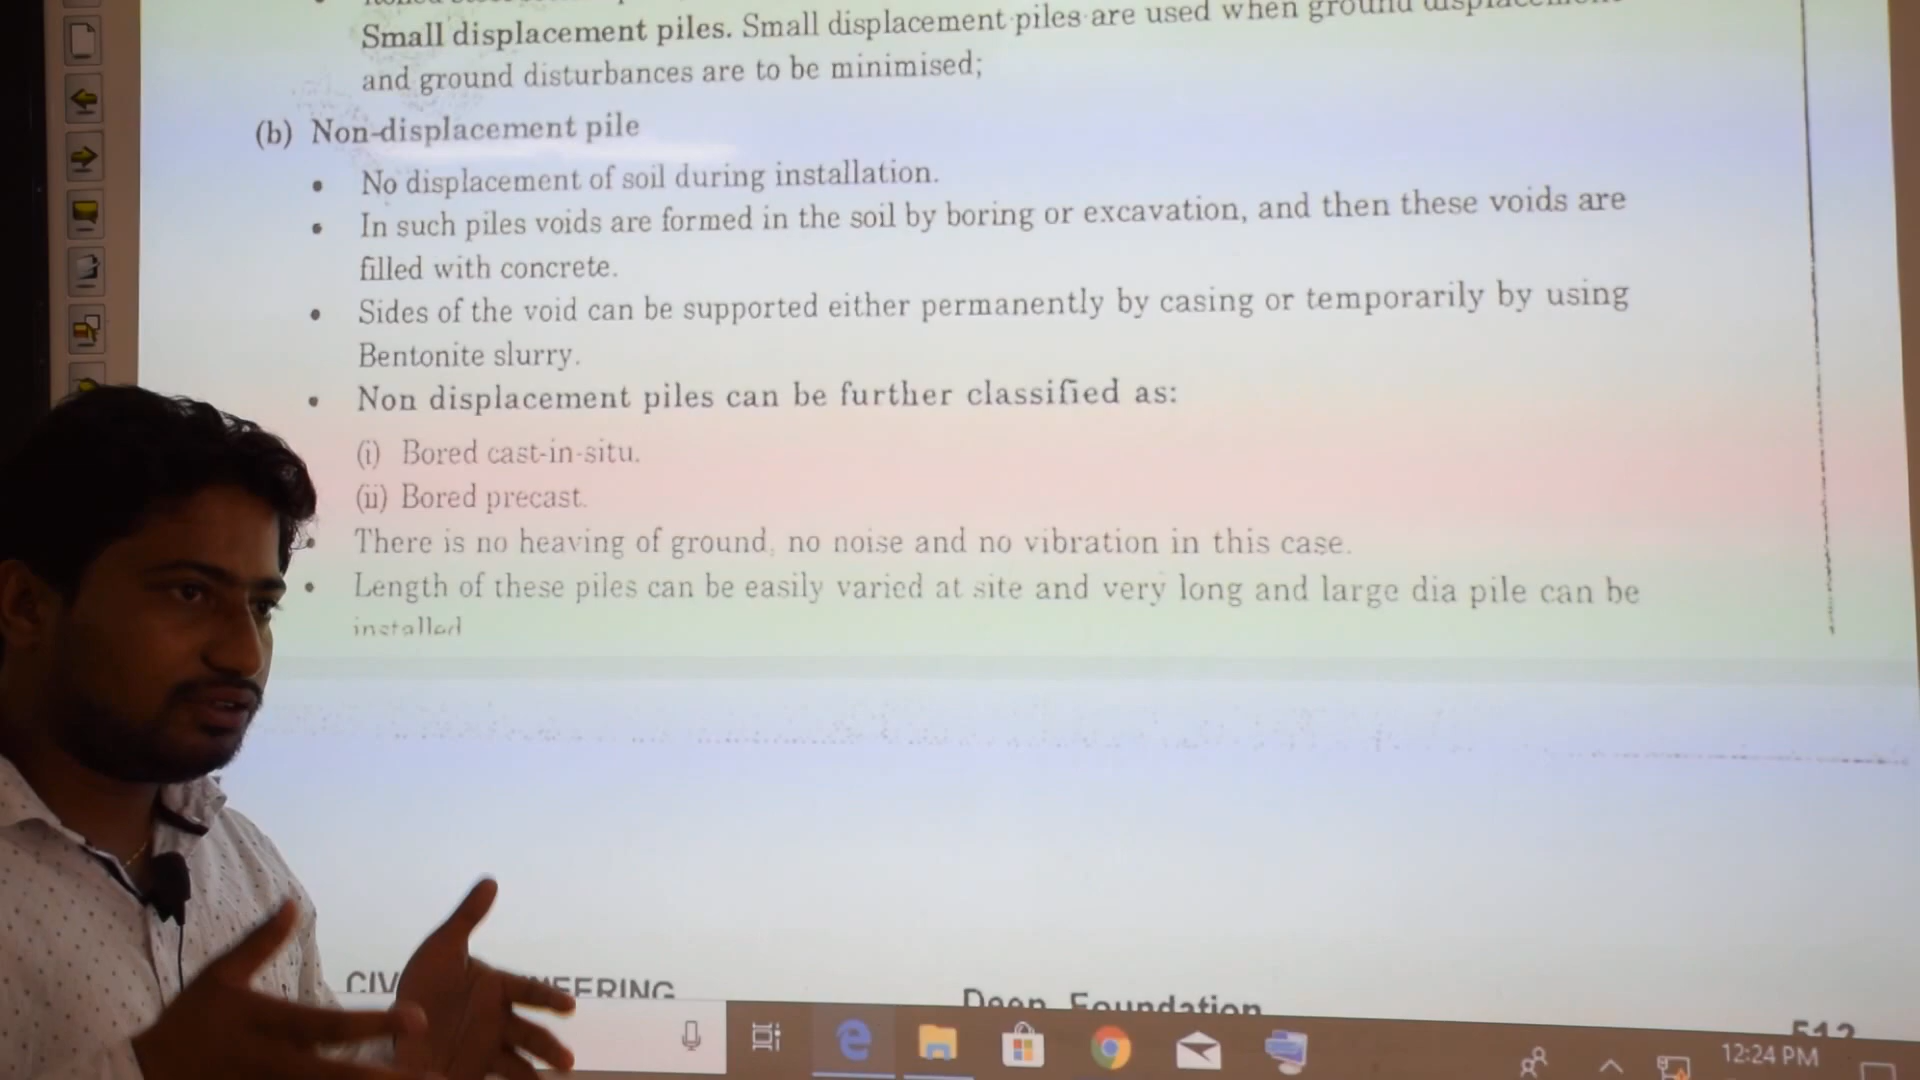 Small displacement piles. Small displacement piles are used when ground
and ground disturbances are to be minimised;
(b) Non-displacement pile
• No displacement of soil during installation.
• In such piles voids are formed in the soil by boring or excavation, and then these voids are
filled with concrete.
• Sides of the void can be supported either permanently by casing or temporarily by using
Bentonite slurry.
• Non displacement piles can be further classified as:
(i) Bored cast-in-situ.
(ii) Bored precast.
• There is no heaving of ground, no noise and no vibration in this case.
• Length of these piles can be easily varied at site and very long and large dia pile can be
installed
Deep Foundation
12:24 PM